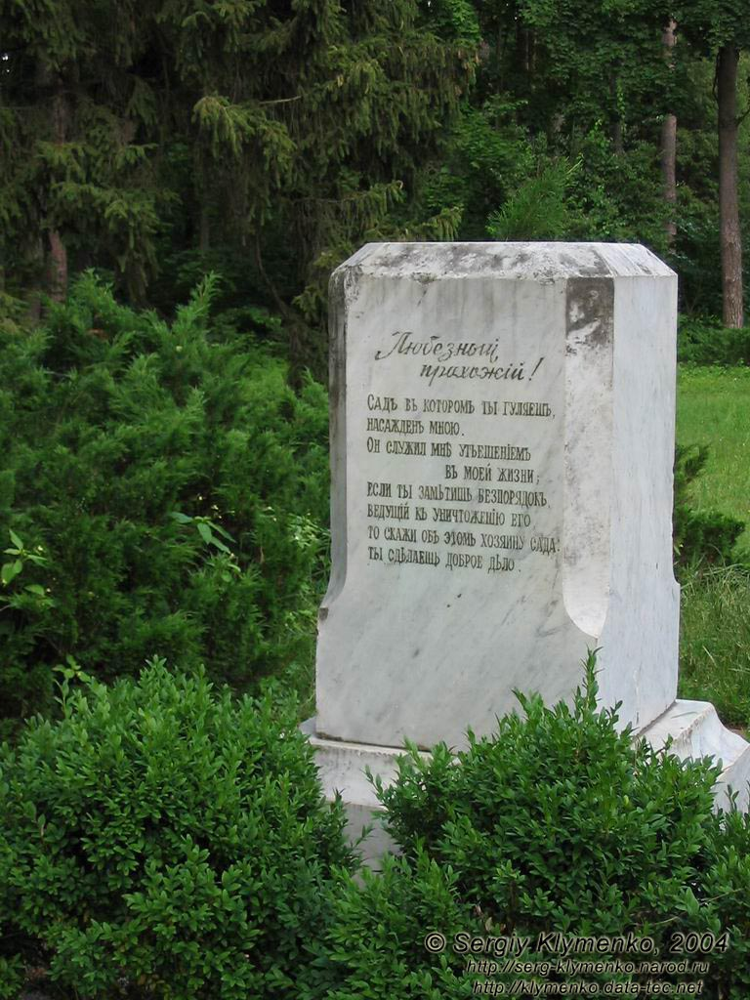 Любезный
прохожій!
Садъ въ которомъ ты гуляешь,
насажденъ мною.
Он служил мнѣ утѣешеніемъ
въ моей жизни;
если ты замѣтишь безпорядокъ,
ведущій къ уничтоженію его
то скажи объ этомъ хозяину сада:
ты сдѣлаешь доброе дѣло.
© Sergiy Klymenko, 2004
http://serg-klymenko.narod.ru
http://klymenko.data-tec.net